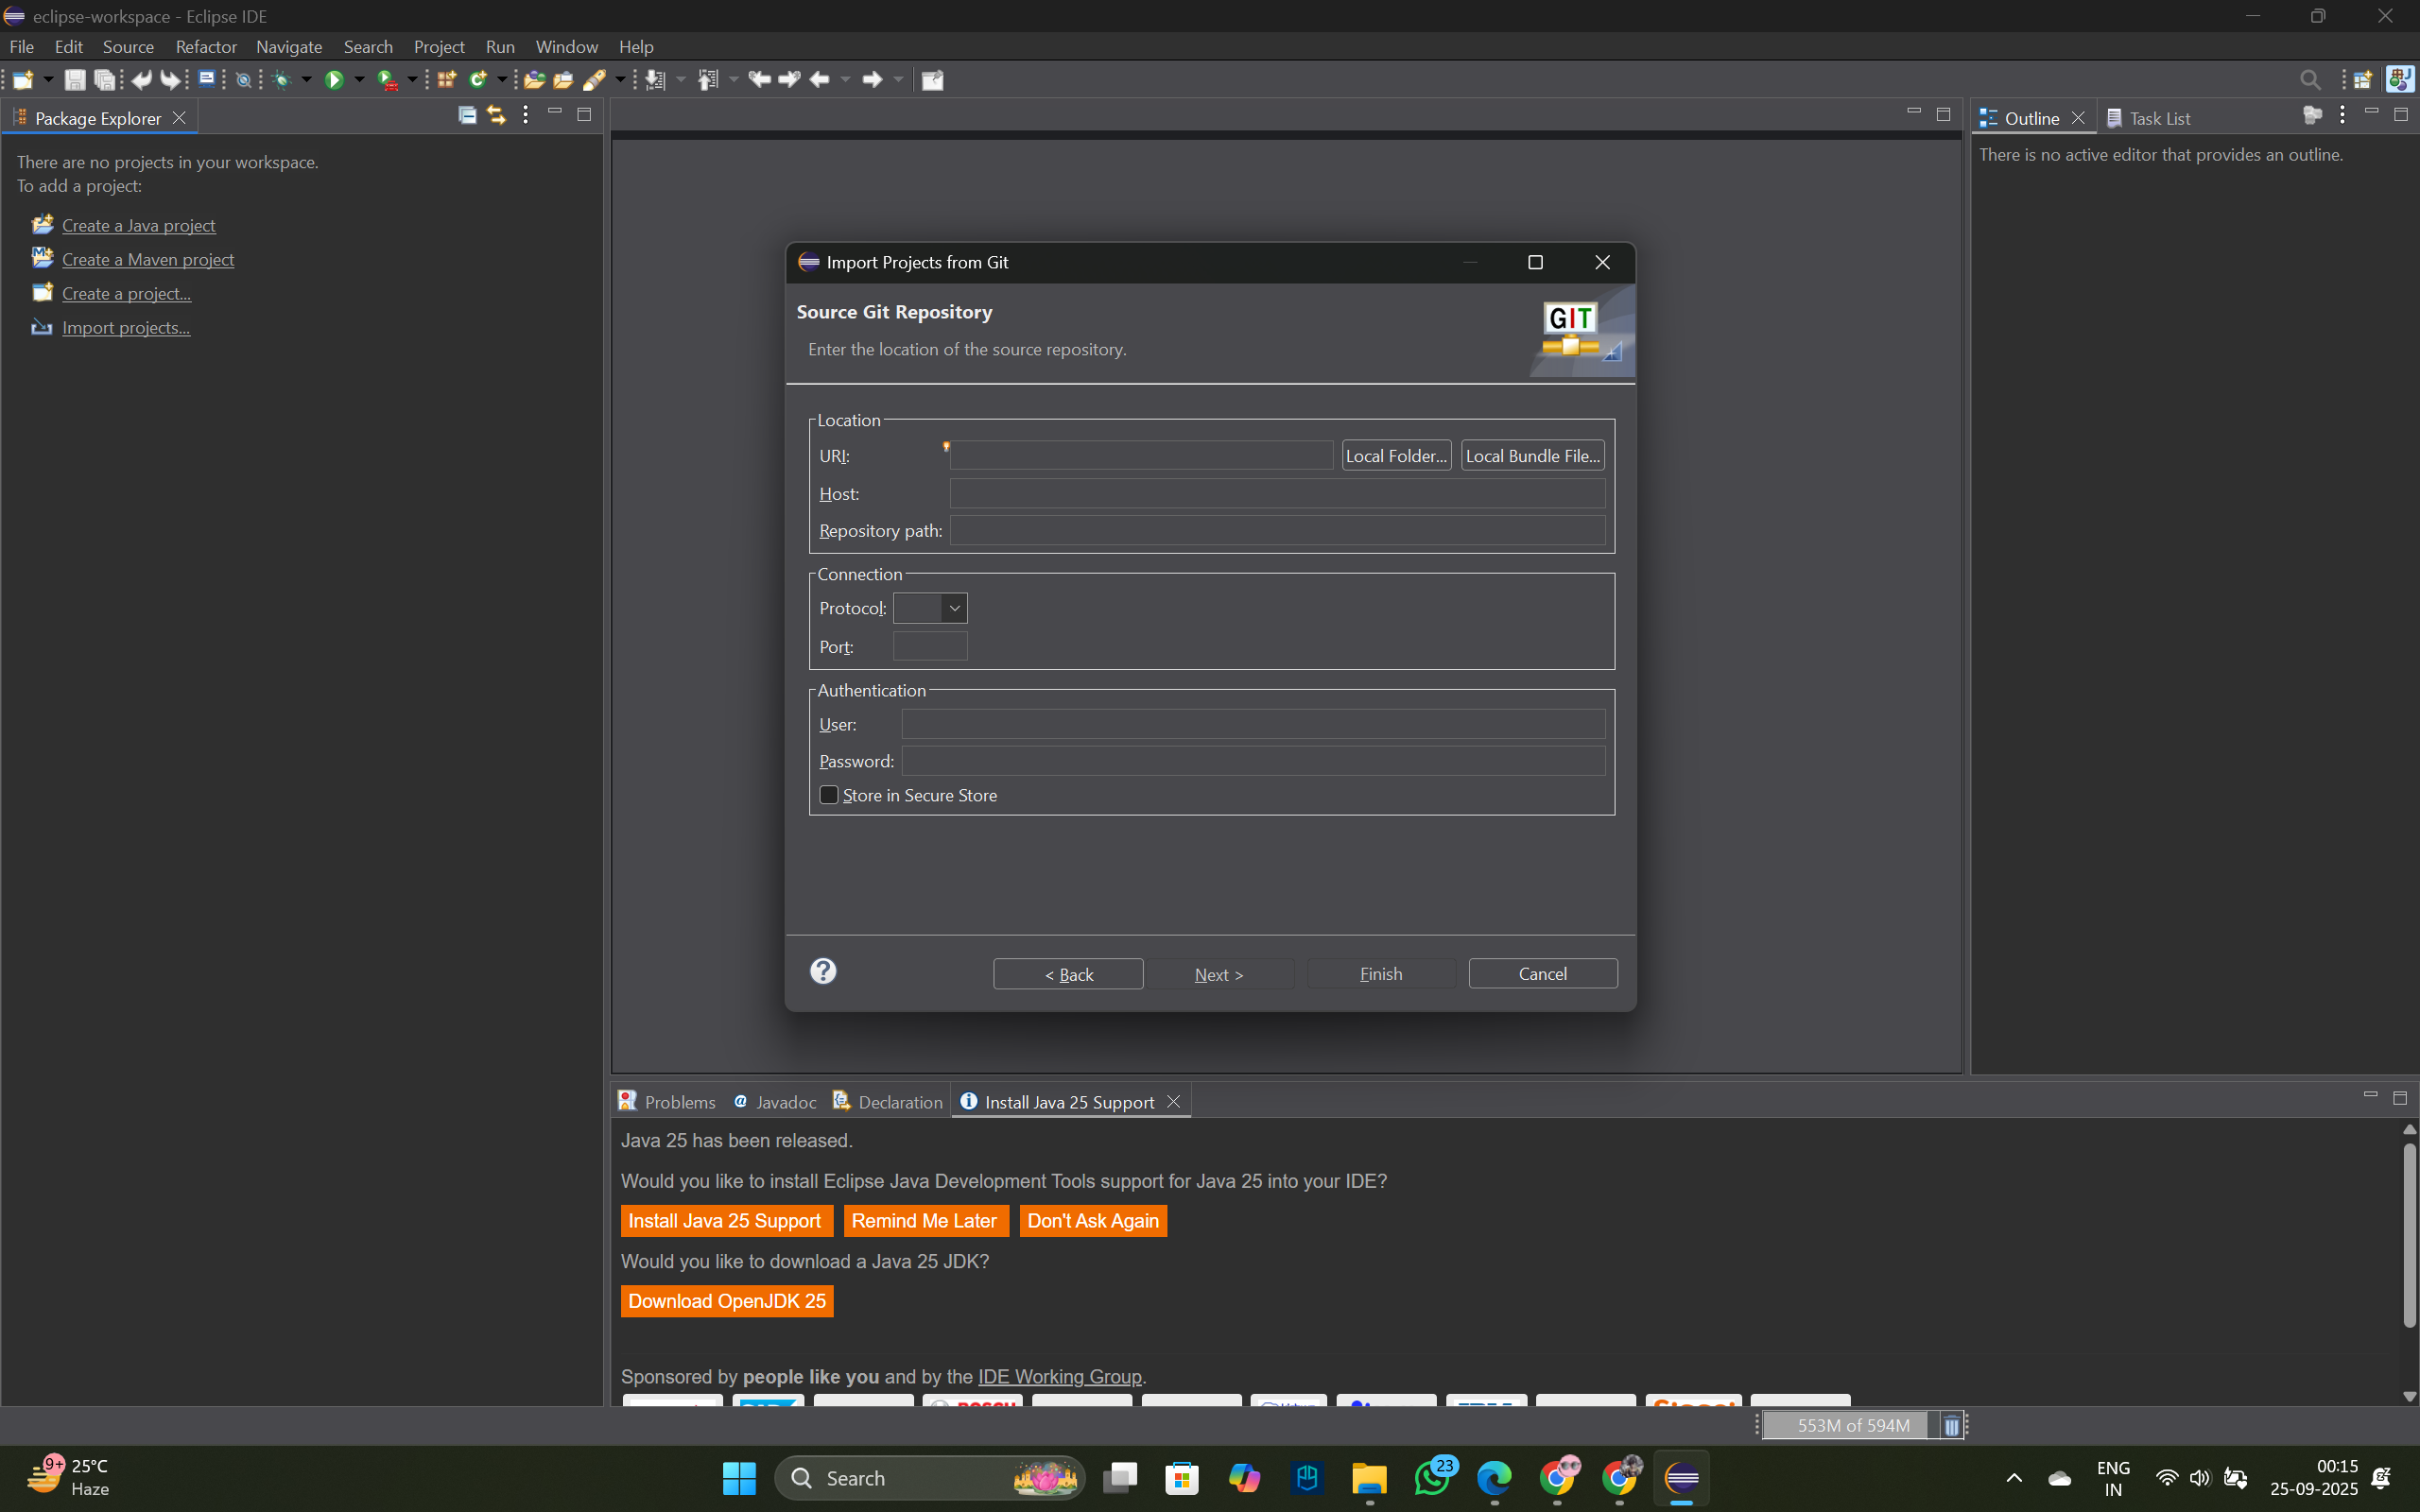 eclipse-workspace - Eclipse IDE
File Edit Source Refactor Navigate Search Project Run Window Help
Package Explorer
There are no projects in your workspace.
To add a project:
Create a Java project
Create a Maven project
Create a project...
Import projects...
Outline
Task List
There is no active editor that provides an outline.
Import Projects from Git
Source Git Repository
Enter the location of the source repository.
GIT
Location
URI:
Local Folder...
Local Bundle File...
Host:
Repository path:
Connection
Protocol:
Port:
Authentication
User:
Password:
Store in Secure Store
< Back
Next >
Finish
Cancel
Problems
Javadoc
Declaration
Install Java 25 Support
Java 25 has been released.
Would you like to install Eclipse Java Development Tools support for Java 25 into your IDE?
Install Java 25 Support
Remind Me Later
Don't Ask Again
Would you like to download a Java 25 JDK?
Download OpenJDK 25
Sponsored by people like you and by the IDE Working Group.
553M of 594M
9+
25°C
Haze
Search
23
ENG
IN
00:15
25-09-2025